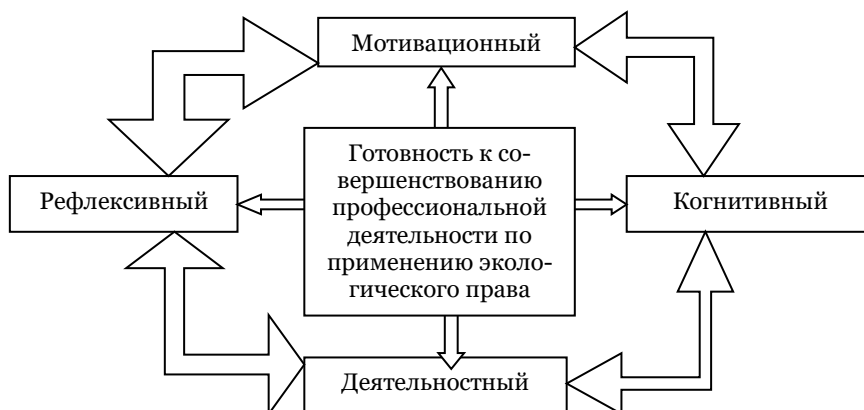 Мотивационный
Готовность к со-
вершенствованию
профессиональной
деятельности по
применению эколо-
гического права
Рефлексивный
Когнитивный
Деятельностный